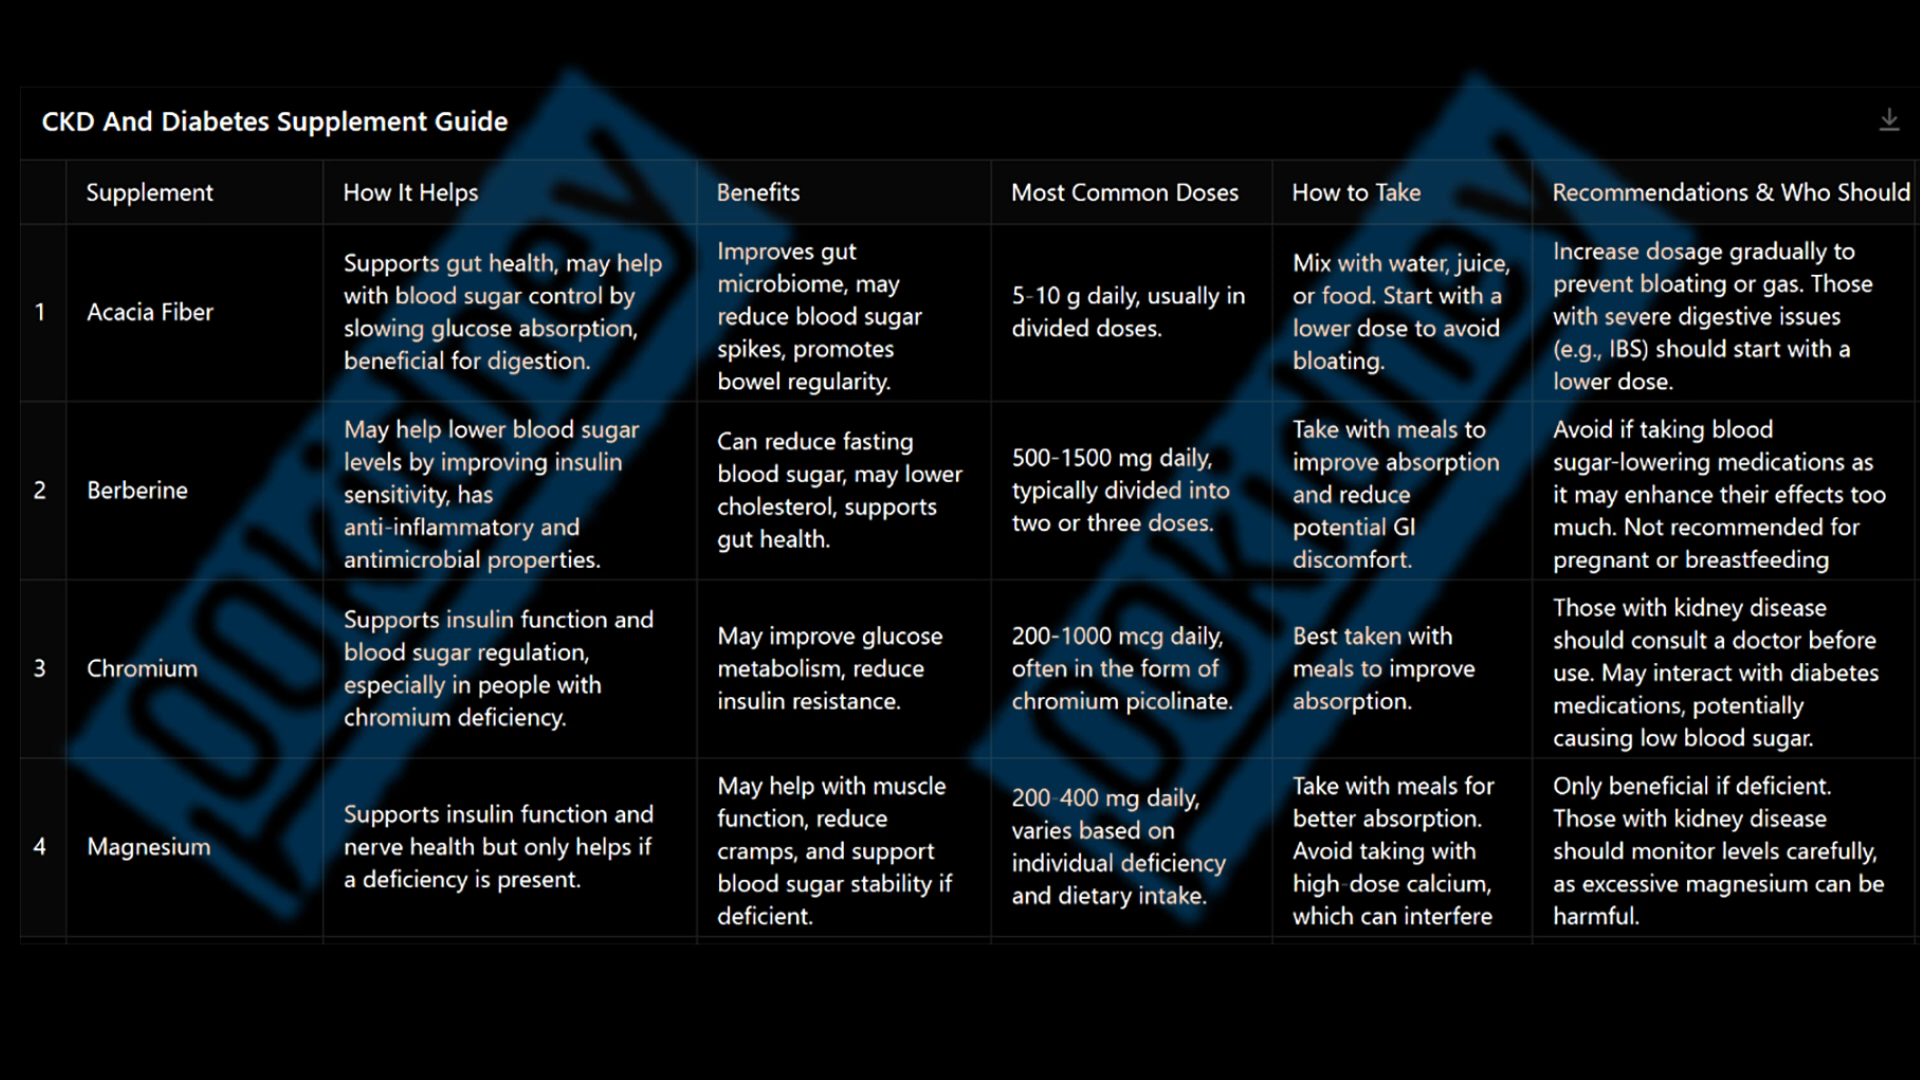 CKD And Diabetes Supplement Guide
Supplement
How It Helps
Benefits
Most Common Doses
How to Take
Recommendations & Who Should
1
Acacia Fiber
Supports gut health, may help
with blood sugar control by
slowing glucose absorption,
beneficial for digestion.
Improves gut
microbiome, may
reduce blood sugar
spikes, promotes
bowel regularity.
5-10 g daily, usually in
divided doses.
Mix with water, juice,
or food. Start with a
lower dose to avoid
bloating.
Increase dosage gradually to
prevent bloating or gas. Those
with severe digestive issues
(e.g., IBS) should start with a
lower dose.
2
Berberine
May help lower blood sugar
levels by improving insulin
sensitivity, has
anti-inflammatory and
antimicrobial properties.
Can reduce fasting
blood sugar, may lower
cholesterol, supports
gut health.
500-1500 mg daily,
typically divided into
two or three doses.
Take with meals to
improve absorption
and reduce
potential GI
discomfort.
Avoid if taking blood
sugar-lowering medications as
it may enhance their effects too
much. Not recommended for
pregnant or breastfeeding
3
Chromium
Supports insulin function and
blood sugar regulation,
especially in people with
chromium deficiency.
May improve glucose
metabolism, reduce
insulin resistance.
200-1000 mcg daily,
often in the form of
chromium picolinate.
Best taken with
meals to improve
absorption.
Those with kidney disease
should consult a doctor before
use. May interact with diabetes
medications, potentially
causing low blood sugar.
4
Magnesium
Supports insulin function and
nerve health but only helps if
a deficiency is present.
May help with muscle
function, reduce
cramps, and support
blood sugar stability if
deficient.
200-400 mg daily,
varies based on
individual deficiency
and dietary intake.
Take with meals for
better absorption.
Avoid taking with
high-dose calcium,
which can interfere
Only beneficial if deficient.
Those with kidney disease
should monitor levels carefully,
as excessive magnesium can be
harmful.